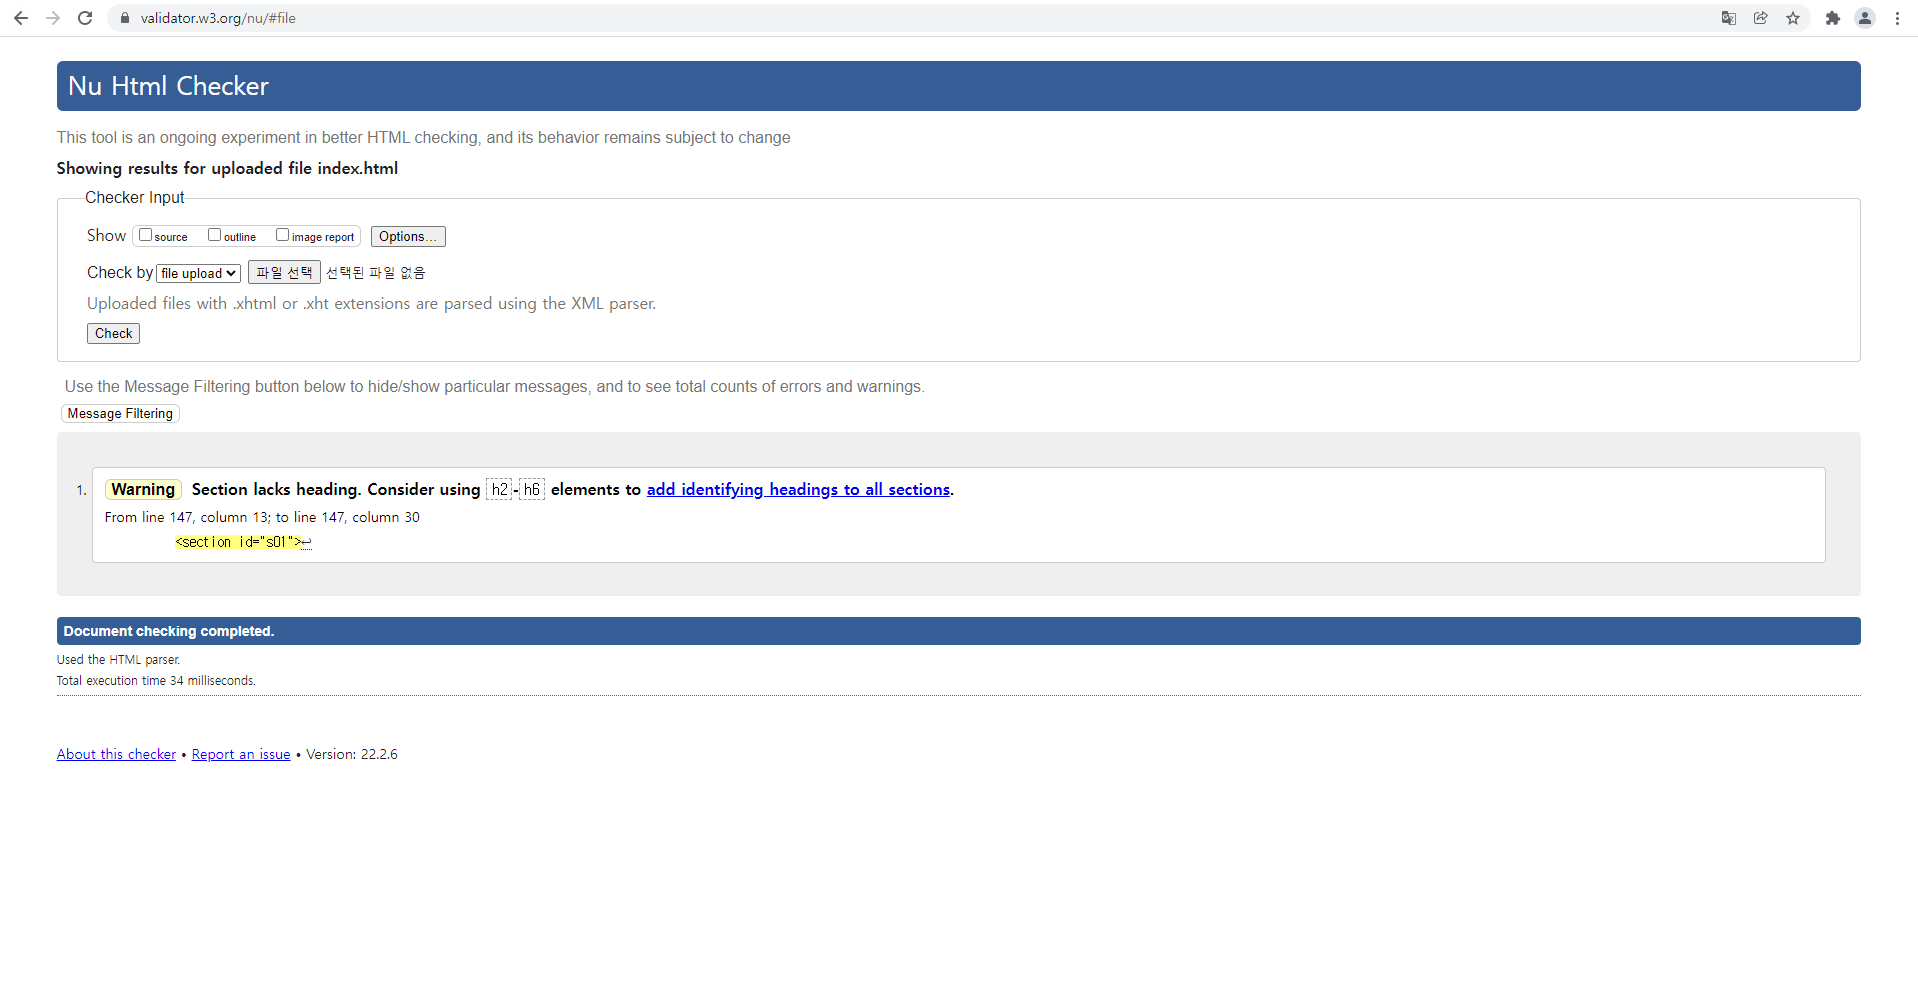 validator.w3.org/nu/#file
Nu Html Checker
This tool is an ongoing experiment in better HTML checking, and its behavior remains subject to change
Showing results for uploaded file index.html
Checker Input
Show source outline image report Options...
Check by file upload 파일 선택 선택된 파일 없음
Uploaded files with .xhtml or .xht extensions are parsed using the XML parser.
Check
Use the Message Filtering button below to hide/show particular messages, and to see total counts of errors and warnings.
Message Filtering
1. Warning Section lacks heading. Consider using h2-h6 elements to add identifying headings to all sections.
From line 147, column 13; to line 147, column 30
<section id="s01">↩
Document checking completed.
Used the HTML parser.
Total execution time 34 milliseconds.
About this checker • Report an issue • Version: 22.2.6